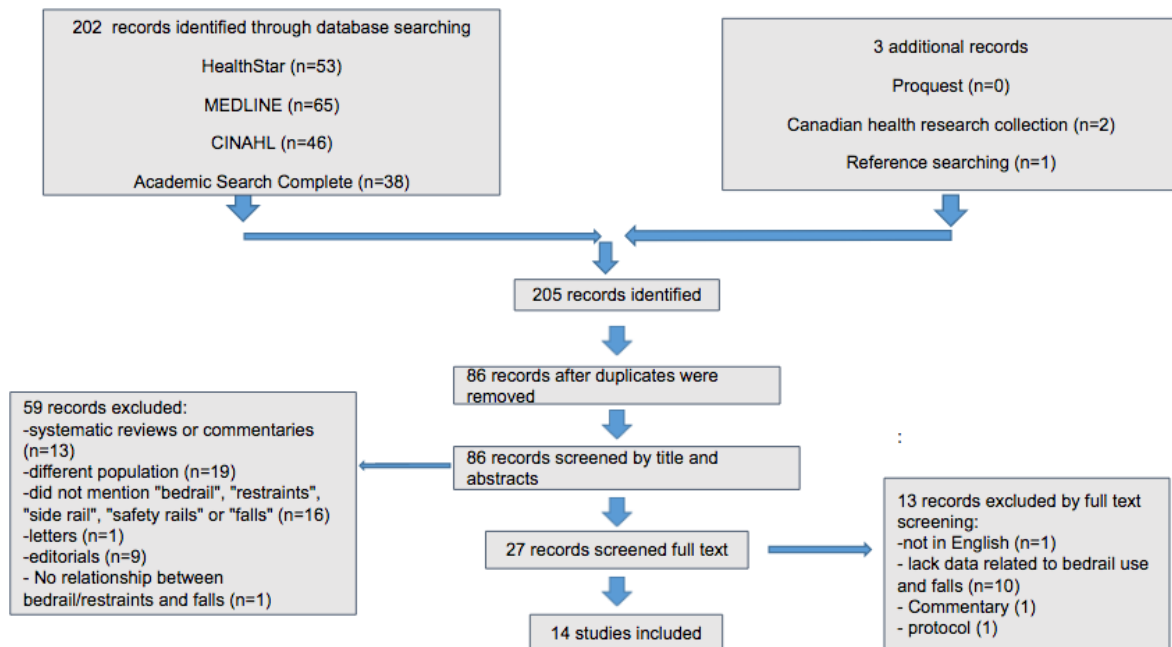 202 records identified through database searching
HealthStar (n=53)
MEDLINE (n=65)
CINAHL (n=46)
Academic Search Complete (n=38)
3 additional records
Proquest (n=0)
Canadian health research collection (n=2)
Reference searching (n=1)
205 records identified
86 records after duplicates were
removed
86 records screened by title and
abstracts
59 records excluded:
-systematic reviews or commentaries
(n=13)
-different population (n=19)
-did not mention "bedrail", "restraints",
"side rail", "safety rails" or "falls" (n=16)
-letters (n=1)
-editorials (n=9)
- No relationship between
bedrail/restraints and falls (n=1)
:
27 records screened full text
13 records excluded by full text
screening:
-not in English (n=1)
- lack data related to bedrail use
and falls (n=10)
- Commentary (1)
- protocol (1)
14 studies included